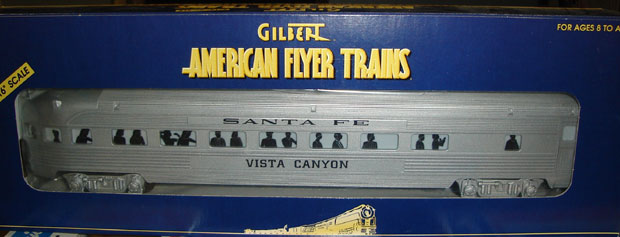 GILBERT
AMERICAN FLYER TRAINS
FOR AGES 8 TO
SCALE
SANTA FE
VISTA CANYON